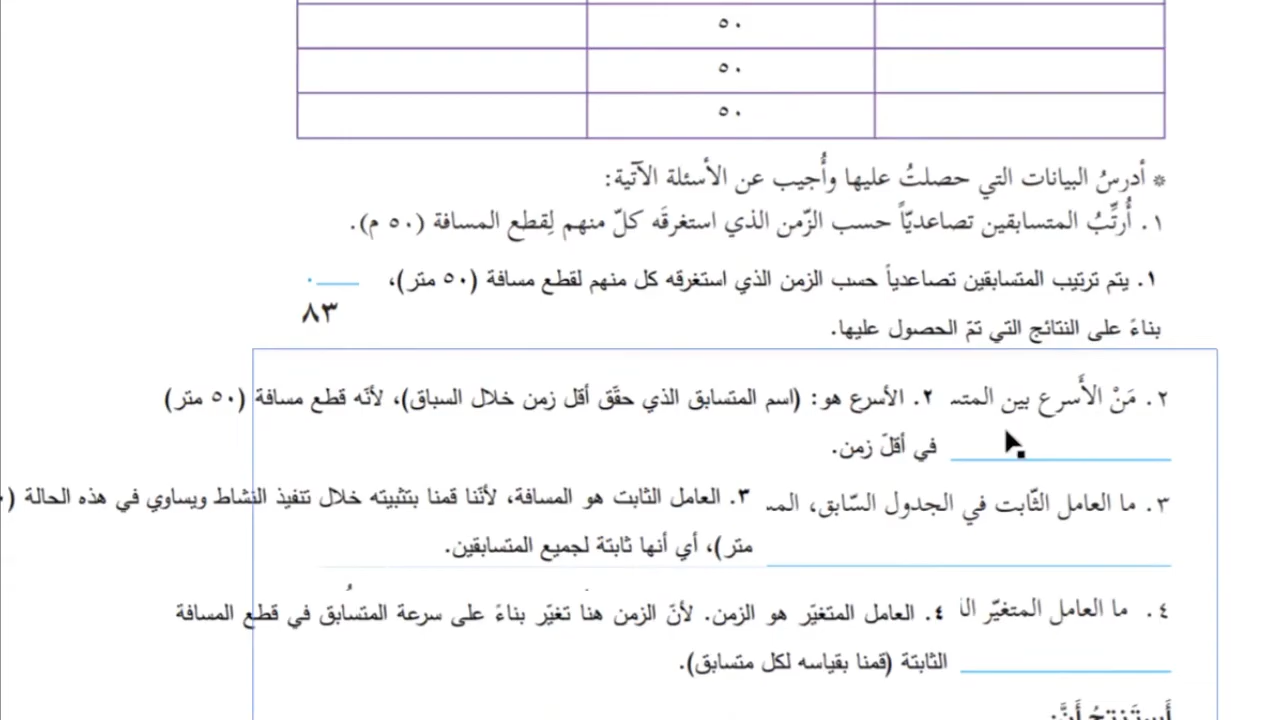 ٥٠
٥٠
٥٠
* أدرسُ البيانات التي حصلتُ عليها وأُجيب عن الأسئلة الآتية:
١. أُرتِّبُ المتسابقين تصاعديّاً حسب الزّمن الذي استغرقَه كلّ منهم لِقطع المسافة (٥٠ م).
١. يتم ترتيب المتسابقين تصاعدياً حسب الزمن الذي استغرقه كل منهم لقطع مسافة (٥٠ متر)،
٨٣
بناءً على النتائج التي تمّ الحصول عليها.
٢. مَنْ الأَسرع بين ٢. الأسرع هو: (اسم المتسابق الذي حقّق أقل زمن خلال السباق)، لأنّه قطع مسافة (٥٠ متر)
في أقلّ زمن.
٣. ما العامل الثّابت في الجدول السّابق، ٣. العامل الثابت هو المسافة، لأنّنا قمنا بتثبيته خلال تنفيذ النشاط ويساوي في هذه الحالة (
متر)، أي أنها ثابتة لجميع المتسابقين.
٤. ما العامل المتغيّر ٤. العامل المتغيّر هو الزمن. لأنّ الزمن هنا تغيّر بناءً على سرعة المتسابق في قطع المسافة
الثابتة (قمنا بقياسه لكل متسابق).
أَستَنتِجُ أَنَّ: